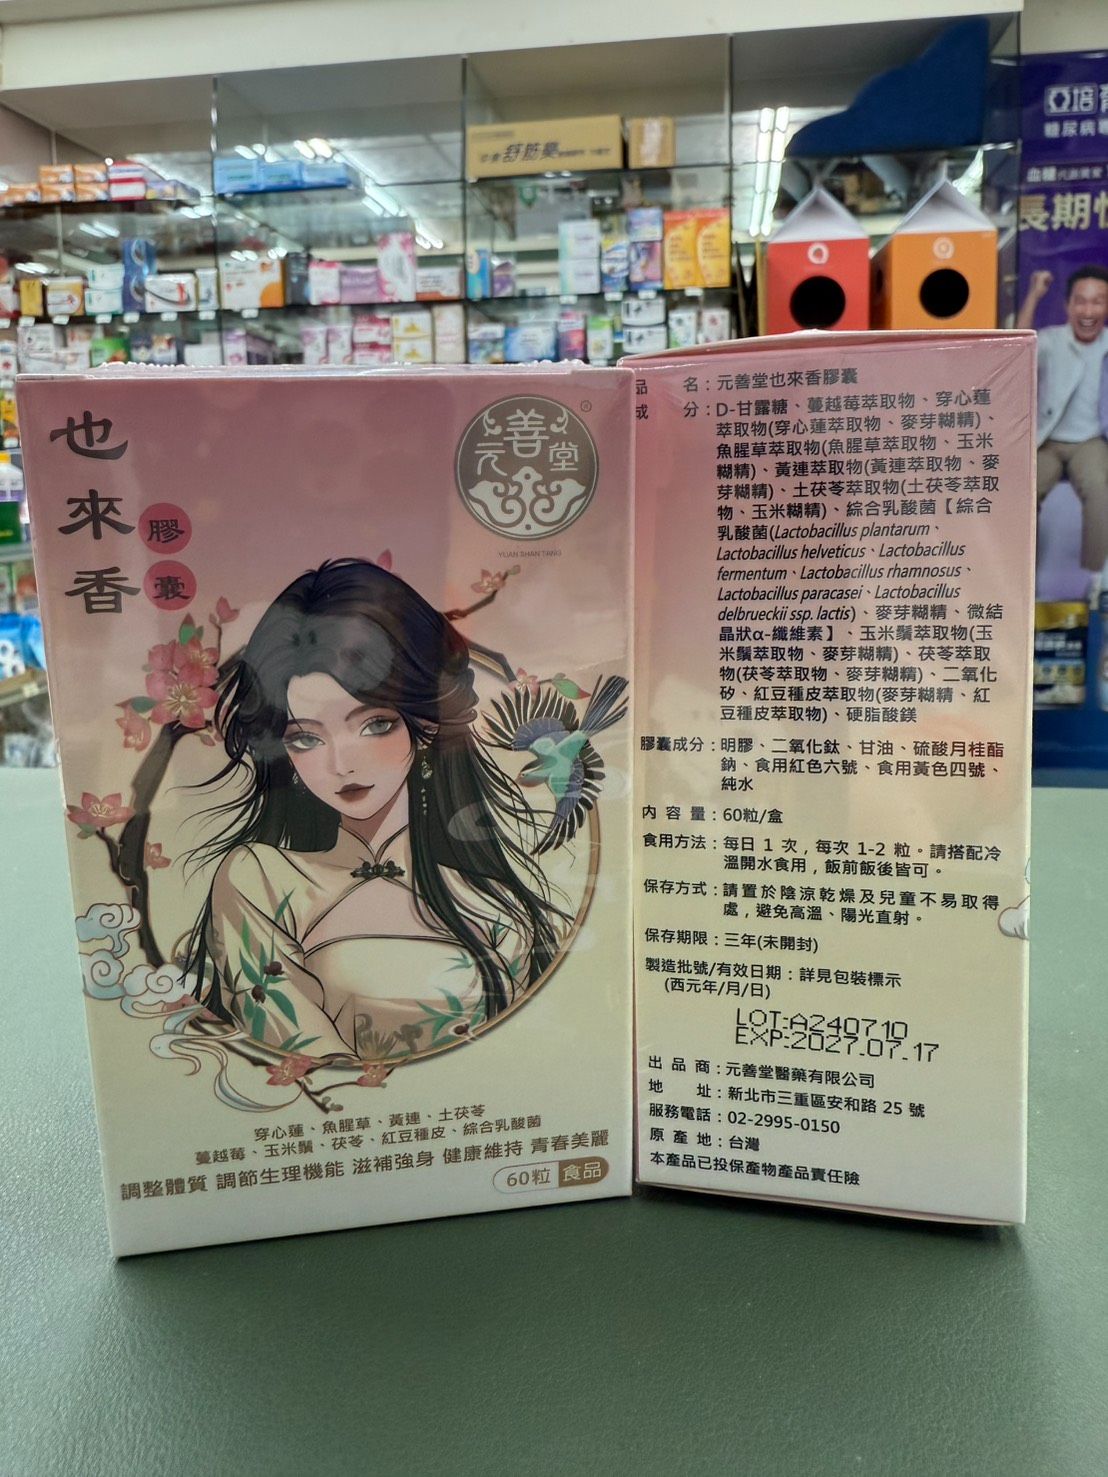 舒筋樂
亞培
糖尿病
血糖
長期
也來香
膠囊
元善堂
®
YUAN SHAN TANG
穿心蓮、魚腥草、黃連、土茯苓
蔓越莓、玉米鬚、茯苓、紅豆種皮、綜合乳酸菌
調整體質 調節生理機能 滋補強身 健康維持 青春美麗
60粒 食品
品 名：元善堂也來香膠囊
成 分：D-甘露糖、蔓越莓萃取物、穿心蓮
萃取物(穿心蓮萃取物、麥芽糊精)、
魚腥草萃取物(魚腥草萃取物、玉米
糊精)、黃連萃取物(黃連萃取物、麥
芽糊精)、土茯苓萃取物(土茯苓萃取
物、玉米糊精)、綜合乳酸菌【綜合
乳酸菌(Lactobacillus plantarum、
Lactobacillus helveticus、Lactobacillus
fermentum、Lactobacillus rhamnosus、
Lactobacillus paracasei、Lactobacillus
delbrueckii ssp. lactis)、麥芽糊精、微結
晶狀α-纖維素】、玉米鬚萃取物(玉
米鬚萃取物、麥芽糊精)、茯苓萃取
物(茯苓萃取物、麥芽糊精)、二氧化
矽、紅豆種皮萃取物(麥芽糊精、紅
豆種皮萃取物)、硬脂酸鎂
膠囊成分：明膠、二氧化鈦、甘油、硫酸月桂酯
鈉、食用紅色六號、食用黃色四號、
純水
內 容 量：60粒/盒
食用方法：每日 1 次，每次 1-2 粒。請搭配冷
溫開水食用，飯前飯後皆可。
保存方式：請置於陰涼乾燥及兒童不易取得
處，避免高溫、陽光直射。
保存期限：三年(未開封)
製造批號/有效日期：詳見包裝標示
(西元年/月/日)
LOT:A240710
EXP:2027.07.17
出 品 商：元善堂醫藥有限公司
地 址：新北市三重區安和路 25 號
服務電話：02-2995-0150
原 產 地：台灣
本產品已投保產物產品責任險